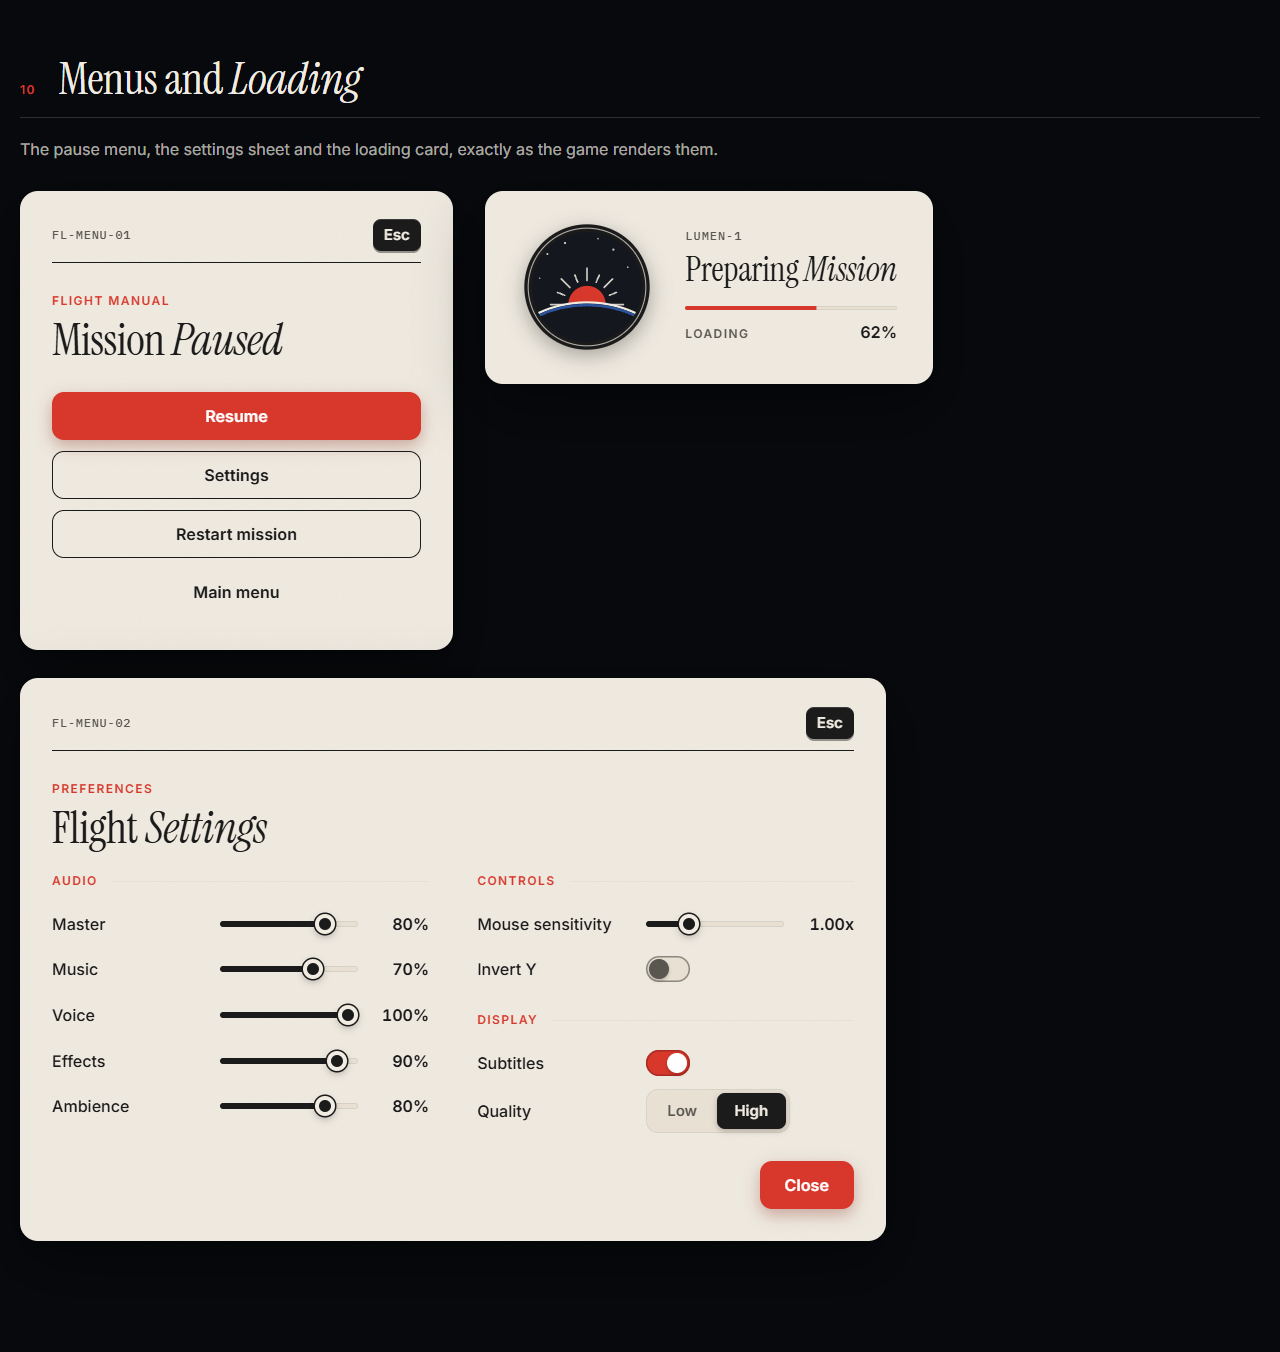 10 Menus and Loading
The pause menu, the settings sheet and the loading card, exactly as the game renders them.
FL-MENU-01 Esc
FLIGHT MANUAL
Mission Paused
Resume
Settings
Restart mission
Main menu
LUMEN-1
Preparing Mission
LOADING 62%
FL-MENU-02 Esc
PREFERENCES
Flight Settings
AUDIO
Master 80%
Music 70%
Voice 100%
Effects 90%
Ambience 80%
CONTROLS
Mouse sensitivity 1.00x
Invert Y
DISPLAY
Subtitles
Quality Low High
Close